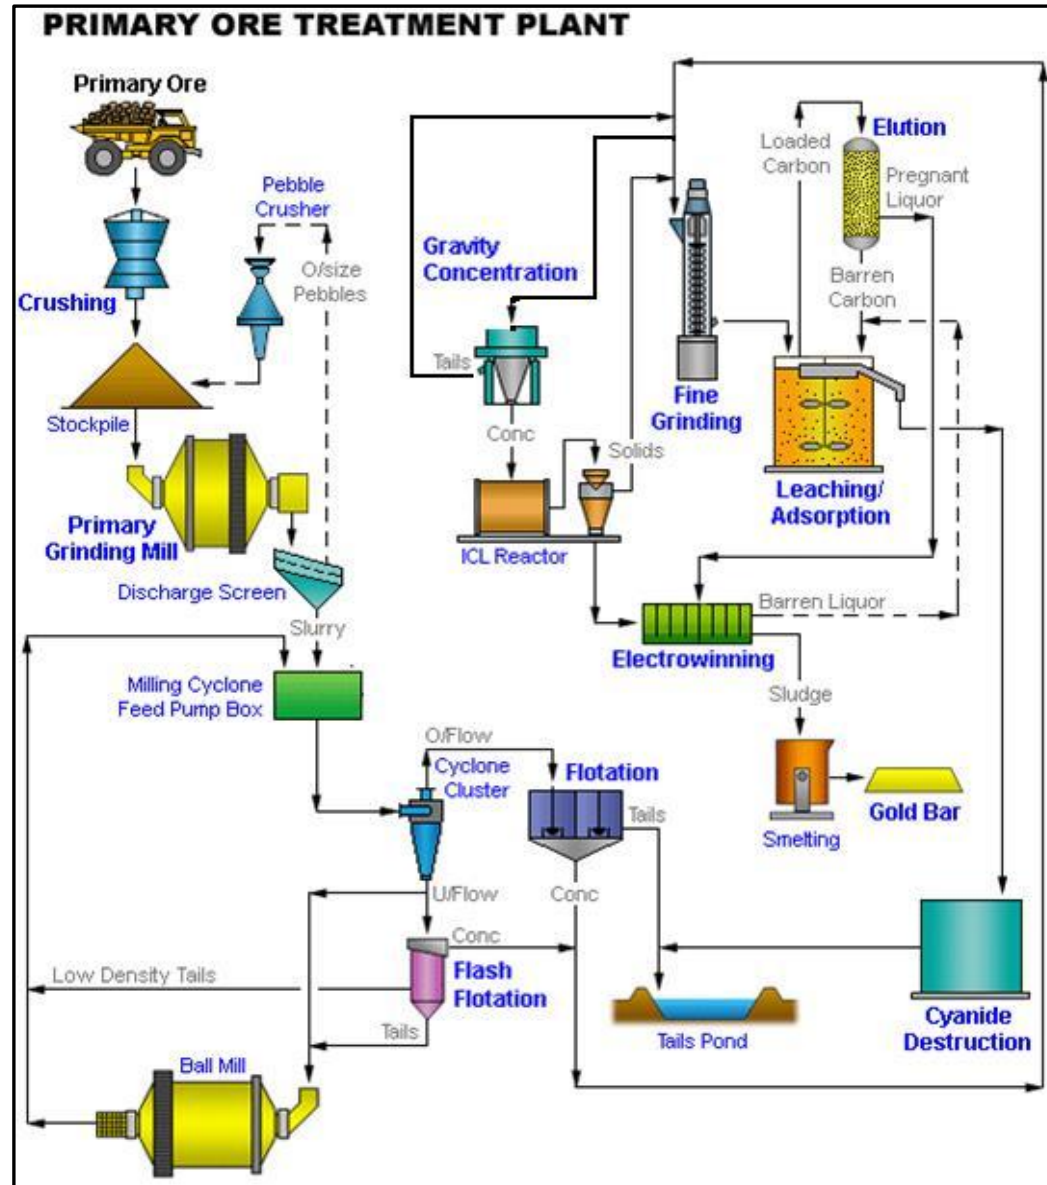 PRIMARY ORE TREATMENT PLANT
Primary Ore
Crushing
Pebble
Crusher
O/size
Pebbles
Stockpile
Primary
Grinding Mill
Discharge Screen
Slurry
Milling Cyclone
Feed Pump Box
O/Flow
Cyclone
Cluster
U/Flow
Conc
Flash
Flotation
Low Density Tails
Tails
Ball Mill
Flotation
Tails
Conc
Tails Pond
Gravity
Concentration
Tails
Conc
Solids
ICL Reactor
Fine
Grinding
Loaded
Carbon
Elution
Pregnant
Liquor
Barren
Carbon
Leaching/
Adsorption
Barren Liquor
Electrowinning
Sludge
Smelting
Gold Bar
Cyanide
Destruction